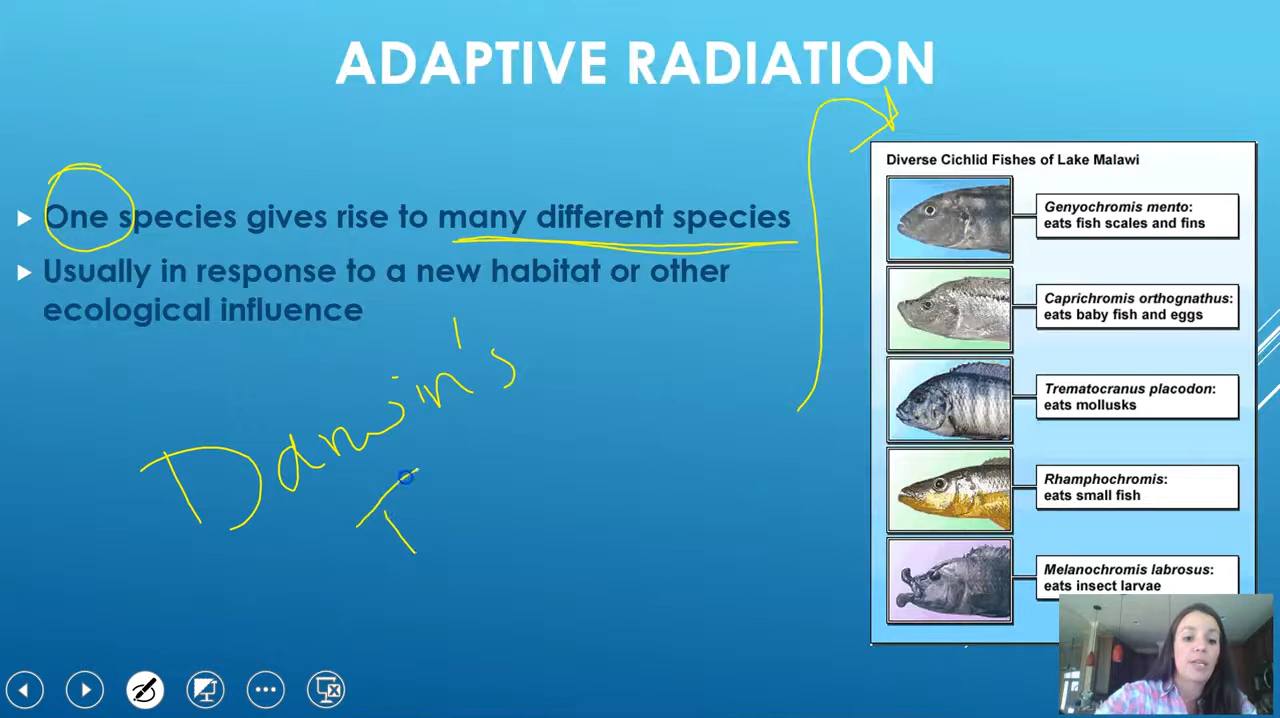 ADAPTIVE RADIATION
One species gives rise to many different species
Usually in response to a new habitat or other
ecological influence
Darwin's
Diverse Cichlid Fishes of Lake Malawi
Genyochromis mento:
eats fish scales and fins
Caprichromis orthognathus:
eats baby fish and eggs
Trematocranus placodon:
eats mollusks
Rhamphochromis:
eats small fish
Melanochromis labrosus:
eats insect larvae